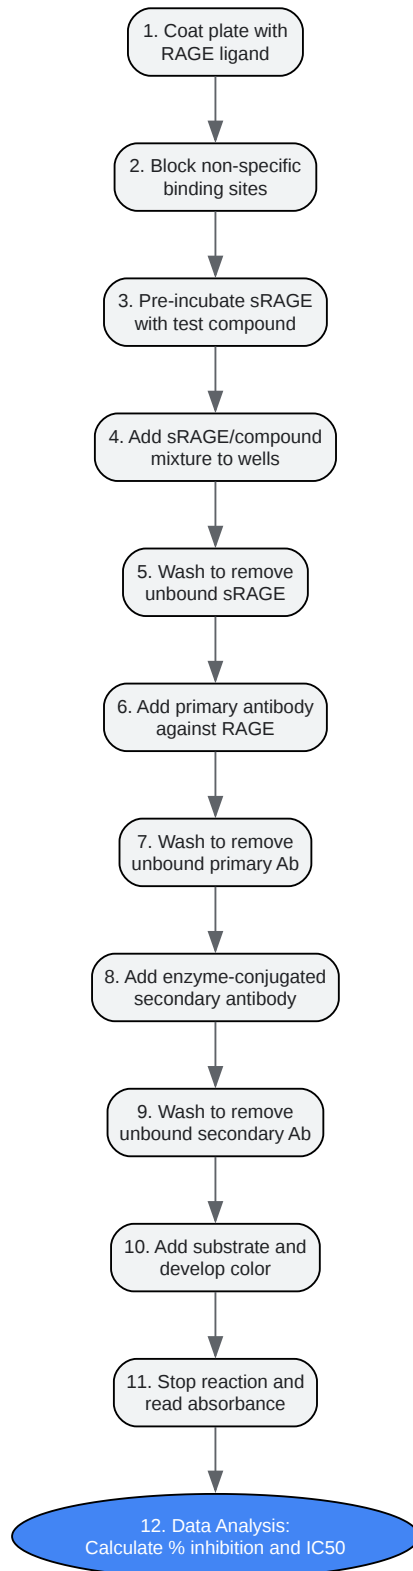 1. Coat plate with
RAGE ligand
2. Block non-specific
binding sites
3. Pre-incubate sRAGE
with test compound
4. Add sRAGE/compound
mixture to wells
5. Wash to remove
unbound sRAGE
6. Add primary antibody
against RAGE
7. Wash to remove
unbound primary Ab
8. Add enzyme-conjugated
secondary antibody
9. Wash to remove
unbound secondary Ab
10. Add substrate and
develop color
11. Stop reaction and
read absorbance
12. Data Analysis:
Calculate % inhibition and IC50